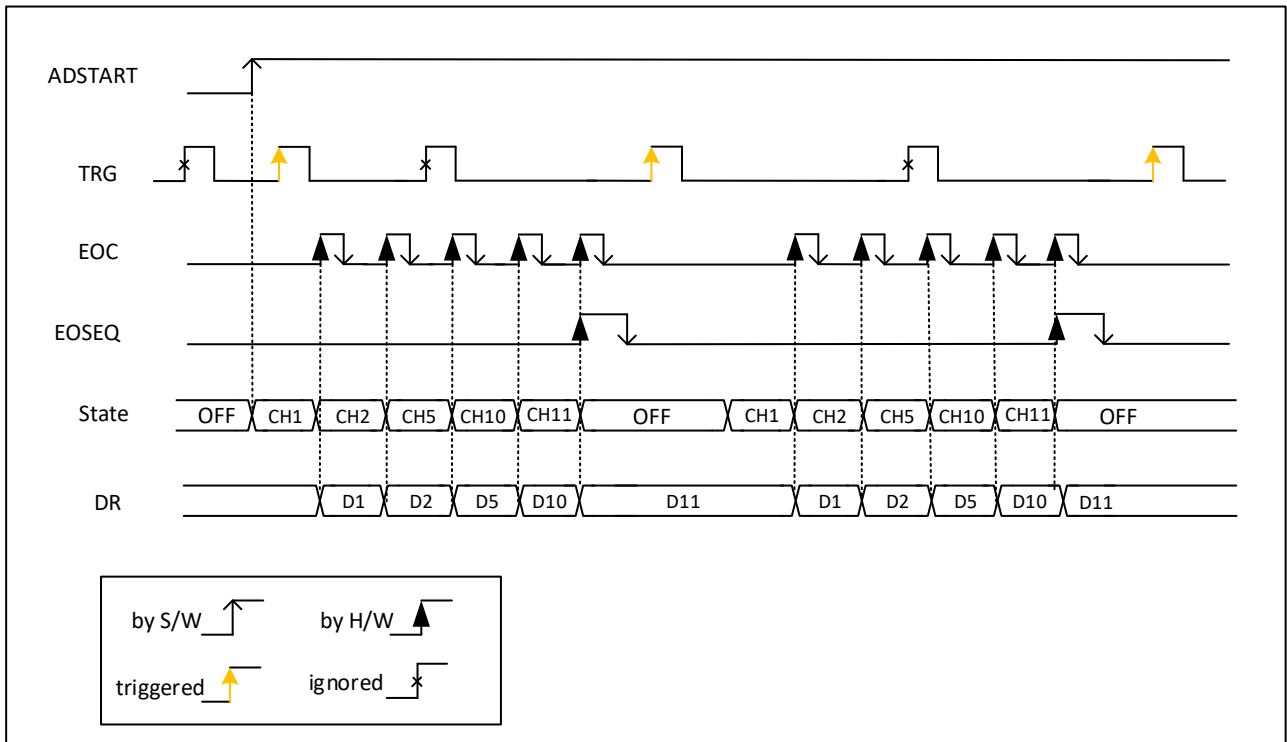 ADSTART
TRG
EOC
EOSEQ
State OFF CH1 CH2 CH5 CH10 CH11 OFF CH1 CH2 CH5 CH10 CH11 OFF
DR D1 D2 D5 D10 D11 D1 D2 D5 D10 D11
by S/W by H/W
triggered ignored